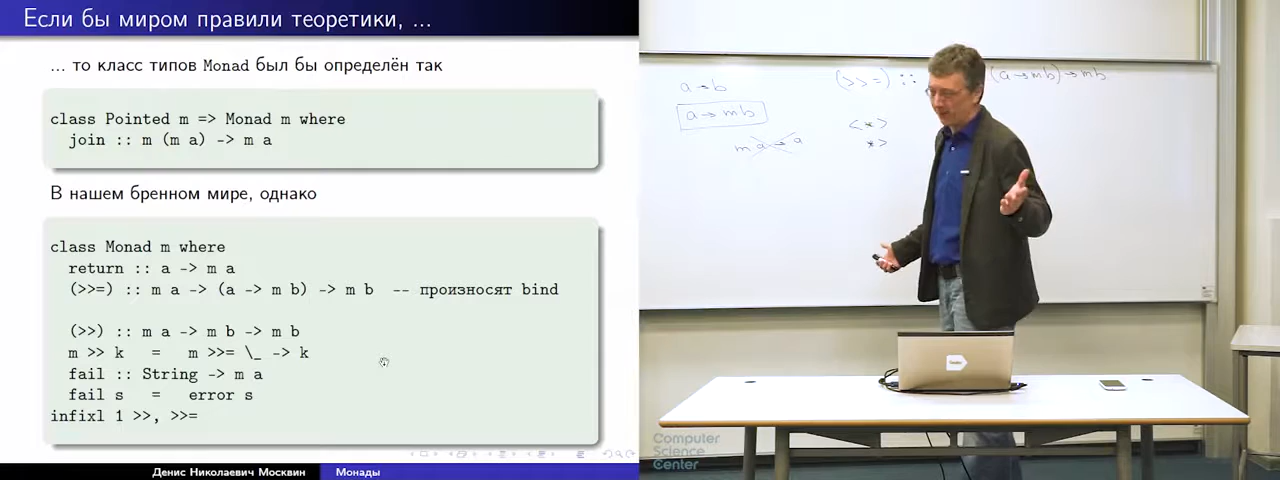 Если бы миром правили теоретики, ...
... то класс типов Monad был бы определён так
class Pointed m => Monad m where
join :: m (m a) -> m a
В нашем бренном мире, однако
class Monad m where
return :: a -> m a
(>>=) :: m a -> (a -> m b) -> m b -- произносят bind
(>>) :: m a -> m b -> m b
m >> k = m >>= \_ -> k
fail :: String -> m a
fail s = error s
infixl 1 >>, >>=
Денис Николаевич Москвин Монады
a → b
a → m b
m a → a
(>>=) :: (a → m b) → m b
<*>
*>
Computer
Science
Center